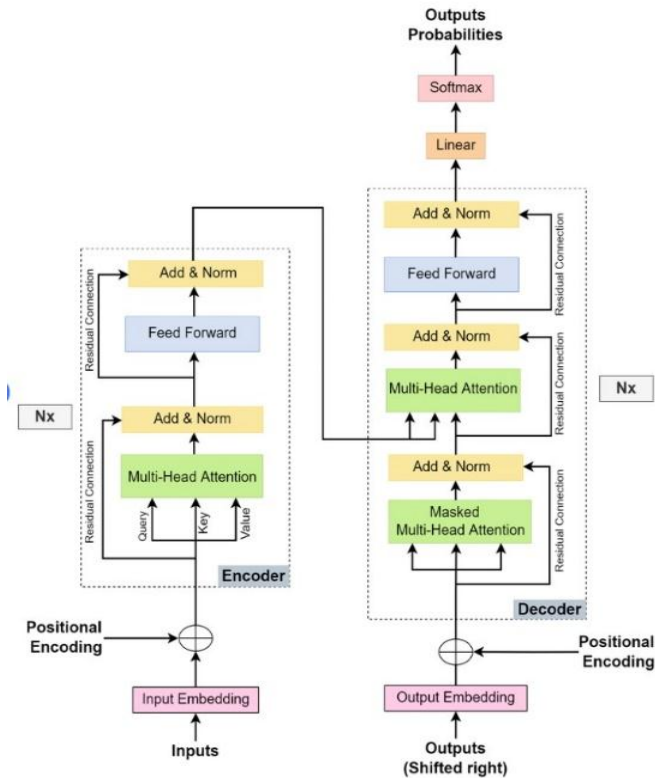 Outputs
Probabilities
Softmax
Linear
Add & Norm
Feed Forward
Residual Connection
Add & Norm
Multi-Head Attention
Residual Connection
Nx
Add & Norm
Masked
Multi-Head Attention
Residual Connection
Decoder
Positional
Encoding
Output Embedding
Outputs
(Shifted right)
Add & Norm
Residual Connection
Feed Forward
Nx
Add & Norm
Residual Connection
Multi-Head Attention
Query
Key
Value
Encoder
Positional
Encoding
Input Embedding
Inputs